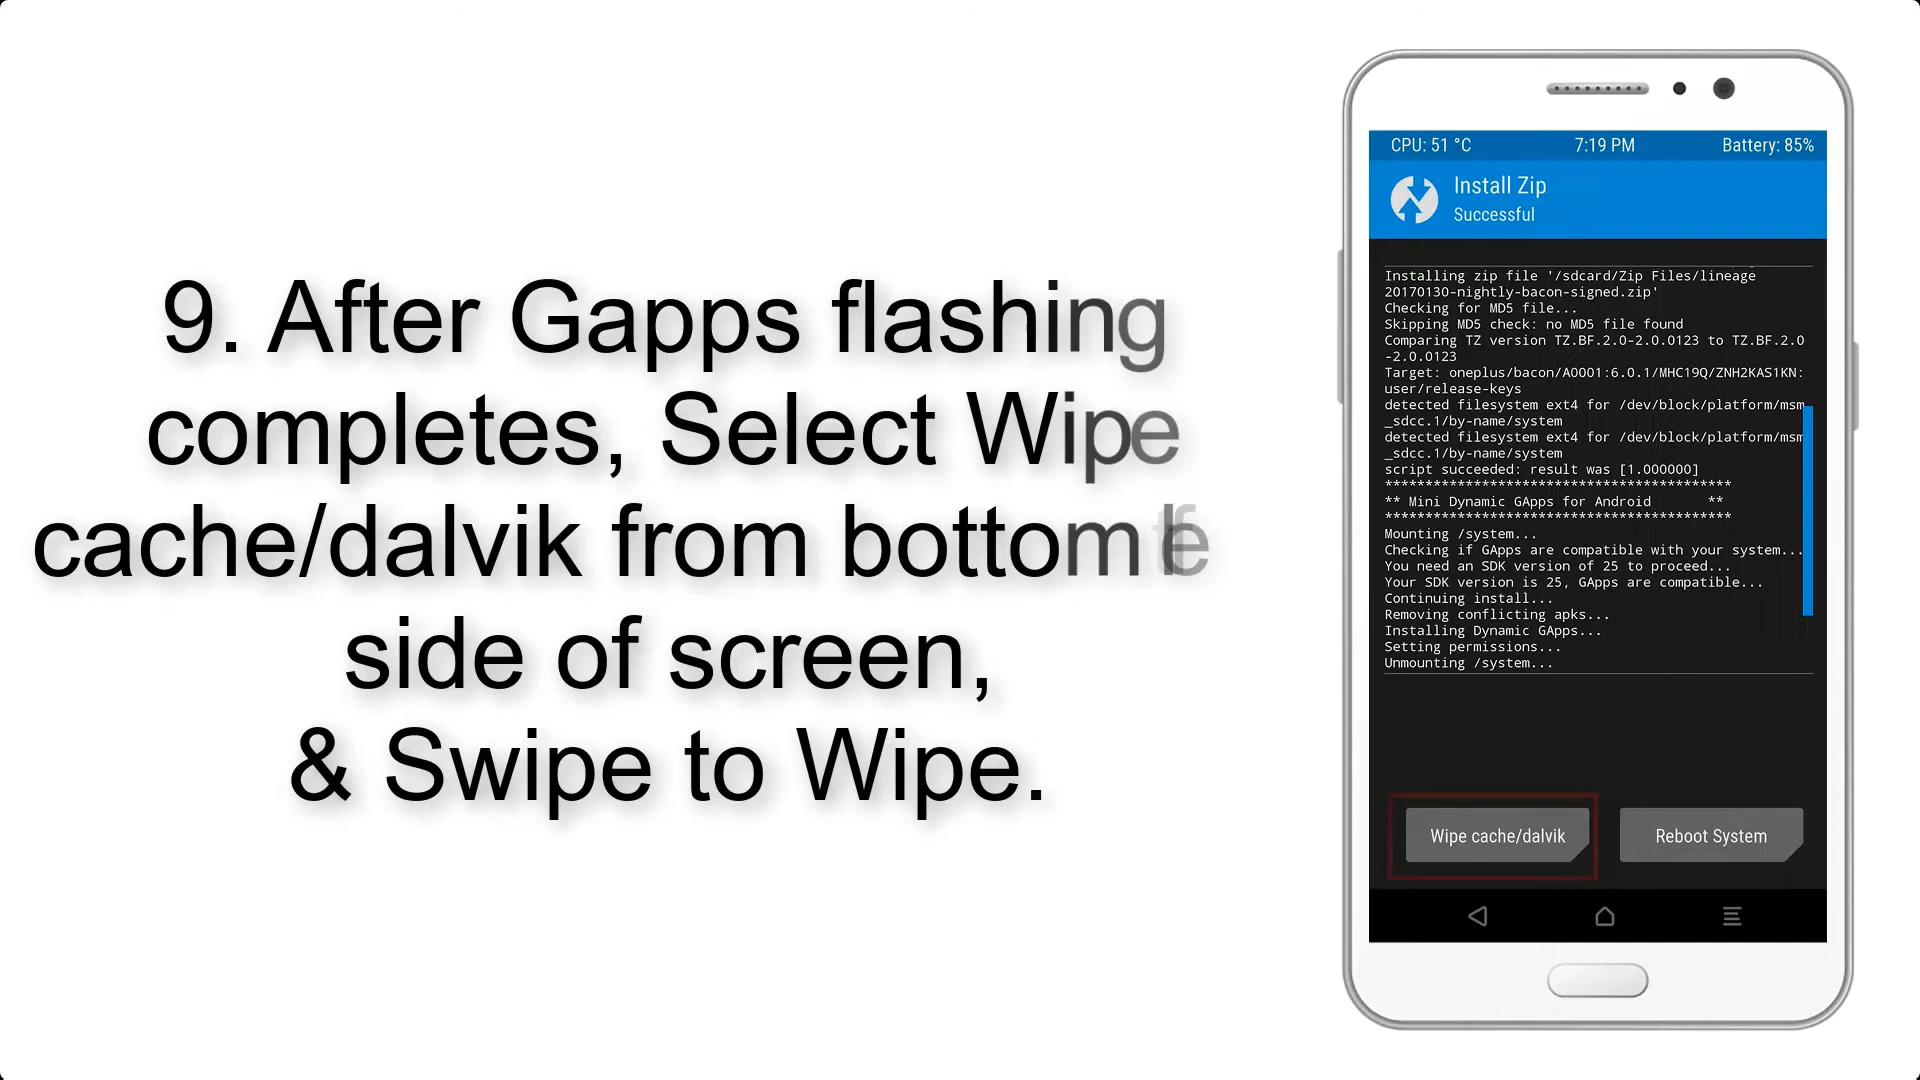 9. After Gapps flashing
completes, Select Wipe
cache/dalvik from bottom
side of screen,
& Swipe to Wipe.
CPU: 51 °C 7:19 PM Battery: 85%
Install Zip
Successful
Installing zip file '/sdcard/Zip Files/lineage
20170130-nightly-bacon-signed.zip'
Checking for MD5 file...
Skipping MD5 check: no MD5 file found
Comparing TZ version TZ.BF.2.0-2.0.0123 to TZ.BF.2.0
-2.0.0123
Target: oneplus/bacon/A0001:6.0.1/MHC19Q/ZNH2KAS1KN:
user/release-keys
detected filesystem ext4 for /dev/block/platform/msm
_sdcc.1/by-name/system
detected filesystem ext4 for /dev/block/platform/msm
_sdcc.1/by-name/system
script succeeded: result was [1.000000]
*******************************************
** Mini Dynamic GApps for Android **
*******************************************
Mounting /system...
Checking if GApps are compatible with your system...
You need an SDK version of 25 to proceed...
Your SDK version is 25, GApps are compatible...
Continuing install...
Removing conflicting apks...
Installing Dynamic GApps...
Setting permissions...
Unmounting /system...
Wipe cache/dalvik Reboot System